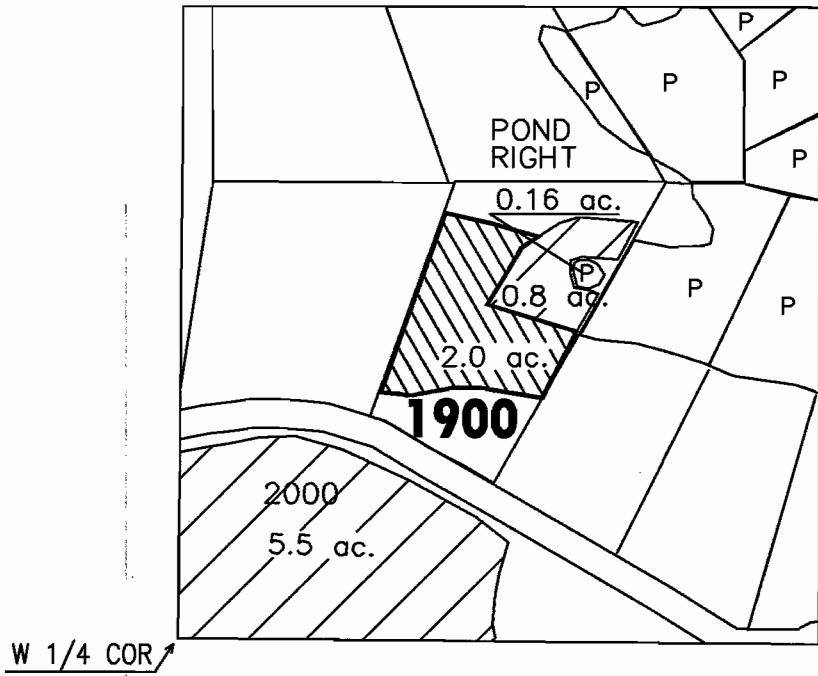 P
P
P
P
P
POND
RIGHT
0.16 ac.
P
0.8 ac.
P
P
2.0 ac.
1900
2000
5.5 ac.
W 1/4 COR